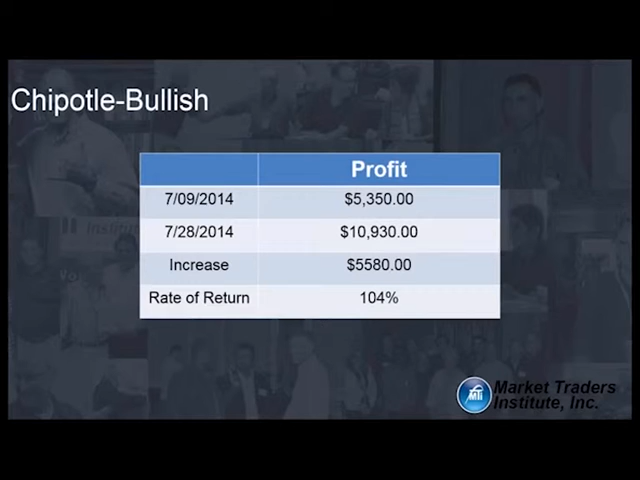 Chipotle-Bullish
Profit
7/09/2014 $5,350.00
7/28/2014 $10,930.00
Increase $5580.00
Rate of Return 104%
MTI
Market Traders
Institute, Inc.